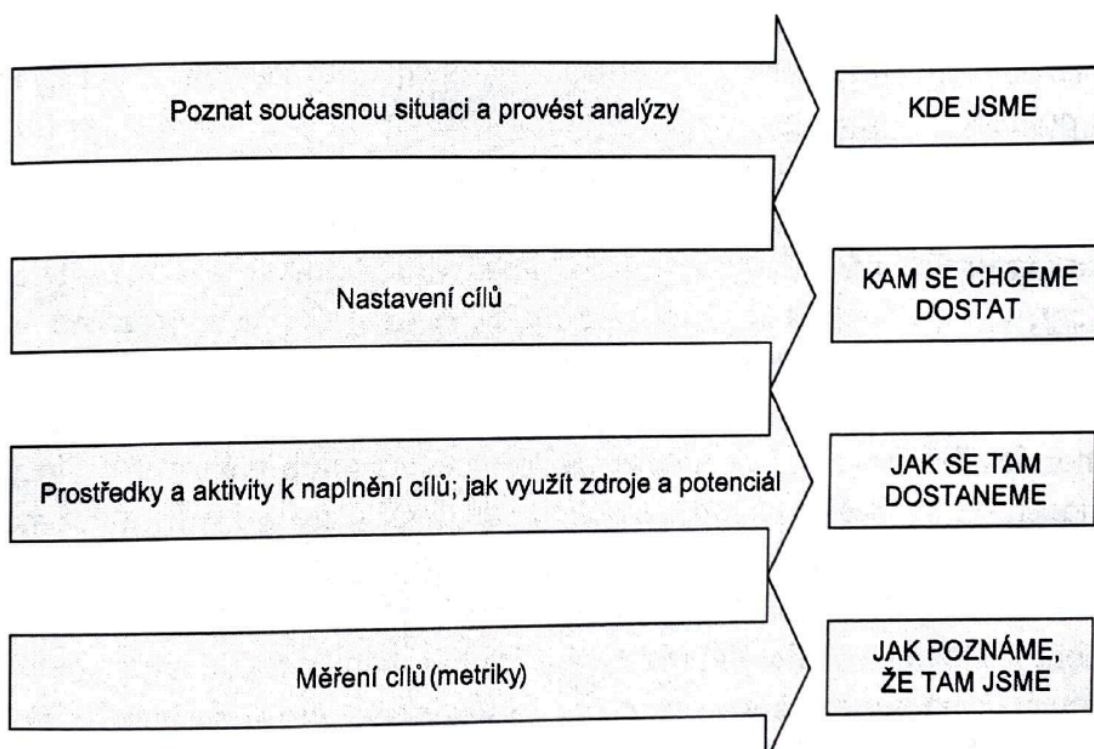 Poznat současnou situaci a provést analýzy
KDE JSME
Nastavení cílů
KAM SE CHCEME
DOSTAT
Prostředky a aktivity k naplnění cílů; jak využít zdroje a potenciál
JAK SE TAM
DOSTANEME
Měření cílů (metriky)
JAK POZNÁME,
ŽE TAM JSME